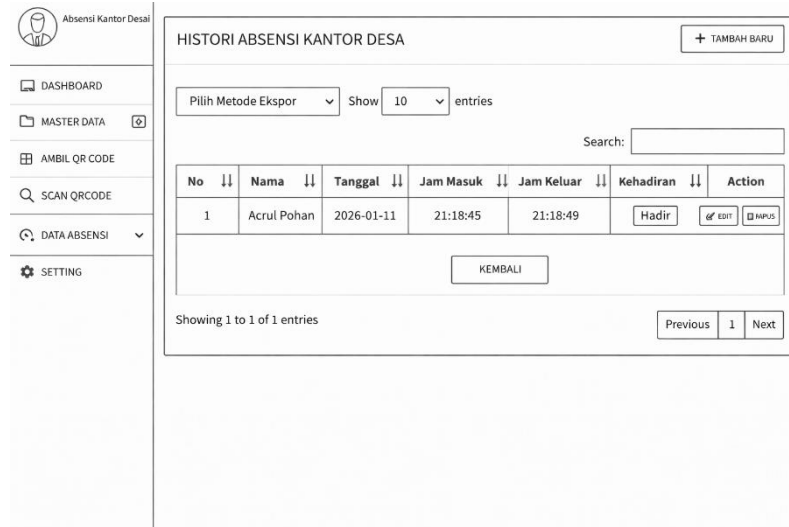 Absensi Kantor Desai
DASHBOARD
MASTER DATA
AMBIL QR CODE
SCAN QRCODE
DATA ABSENSI
SETTING
HISTORI ABSENSI KANTOR DESA
+ TAMBAH BARU
Pilih Metode Ekspor Show 10 entries
Search:
No Nama Tanggal Jam Masuk Jam Keluar Kehadiran Action
1 Acrul Pohan 2026-01-11 21:18:45 21:18:49 Hadir EDIT
KEMBALI
Showing 1 to 1 of 1 entries
Previous 1 Next